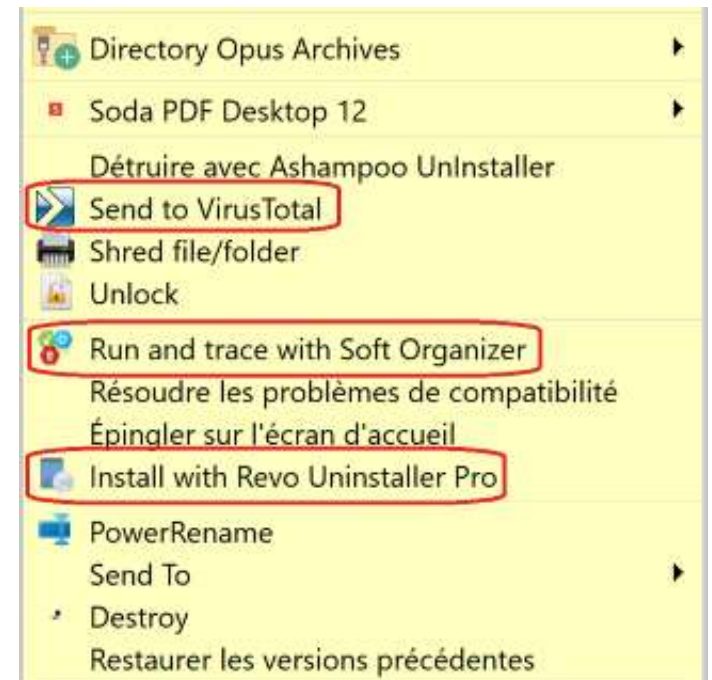 Directory Opus Archives
Soda PDF Desktop 12
Détruire avec Ashampoo UnInstaller
Send to VirusTotal
Shred file/folder
Unlock
Run and trace with Soft Organizer
Résoudre les problèmes de compatibilité
Épingler sur l'écran d'accueil
Install with Revo Uninstaller Pro
PowerRename
Send To
Destroy
Restaurer les versions précédentes